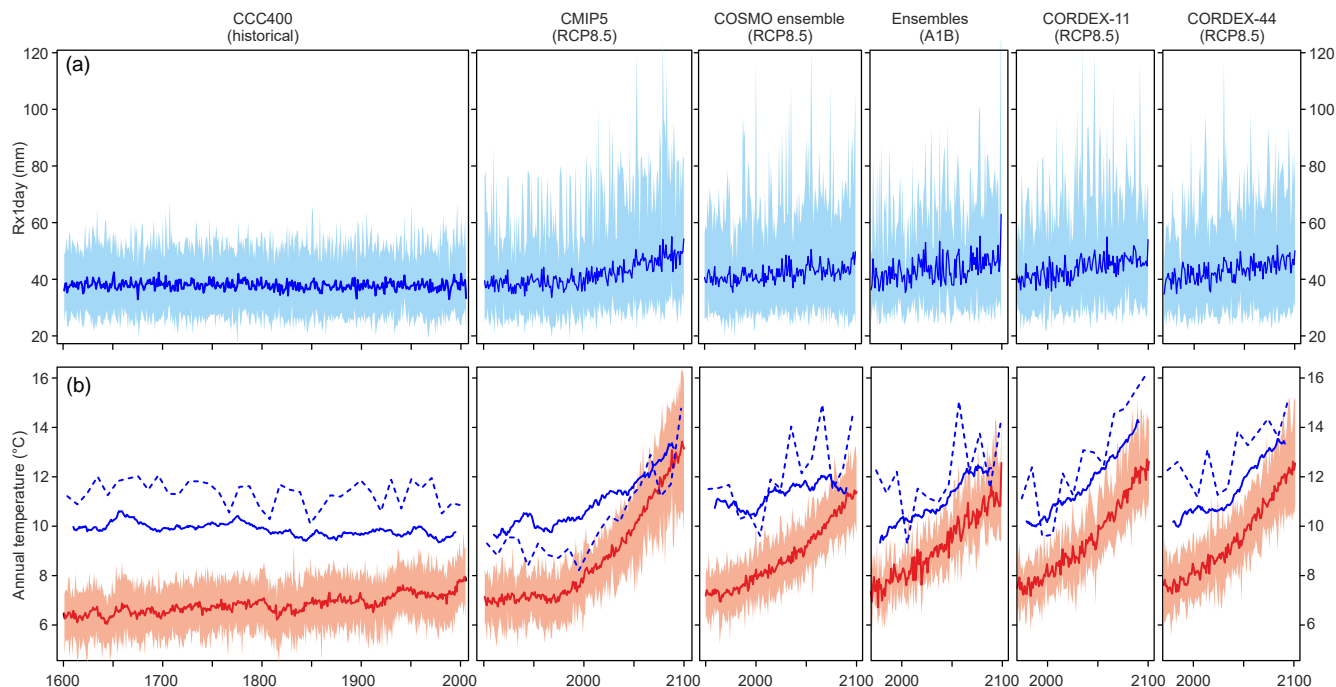 CCC400 CMIP5 COSMO ensemble Ensembles CORDEX-11 CORDEX-44
(historical) (RCP8.5) (RCP8.5) (A1B) (RCP8.5) (RCP8.5)
(a)
Rx1day (mm)
120 120
100 100
80 80
60 60
40 40
20 20
(b)
Annual temperature (°C)
16 16
14 14
12 12
10 10
8 8
6 6
1600 1700 1800 1900 2000 2000 2100 2000 2100 2000 2100 2000 2100 2000 2100